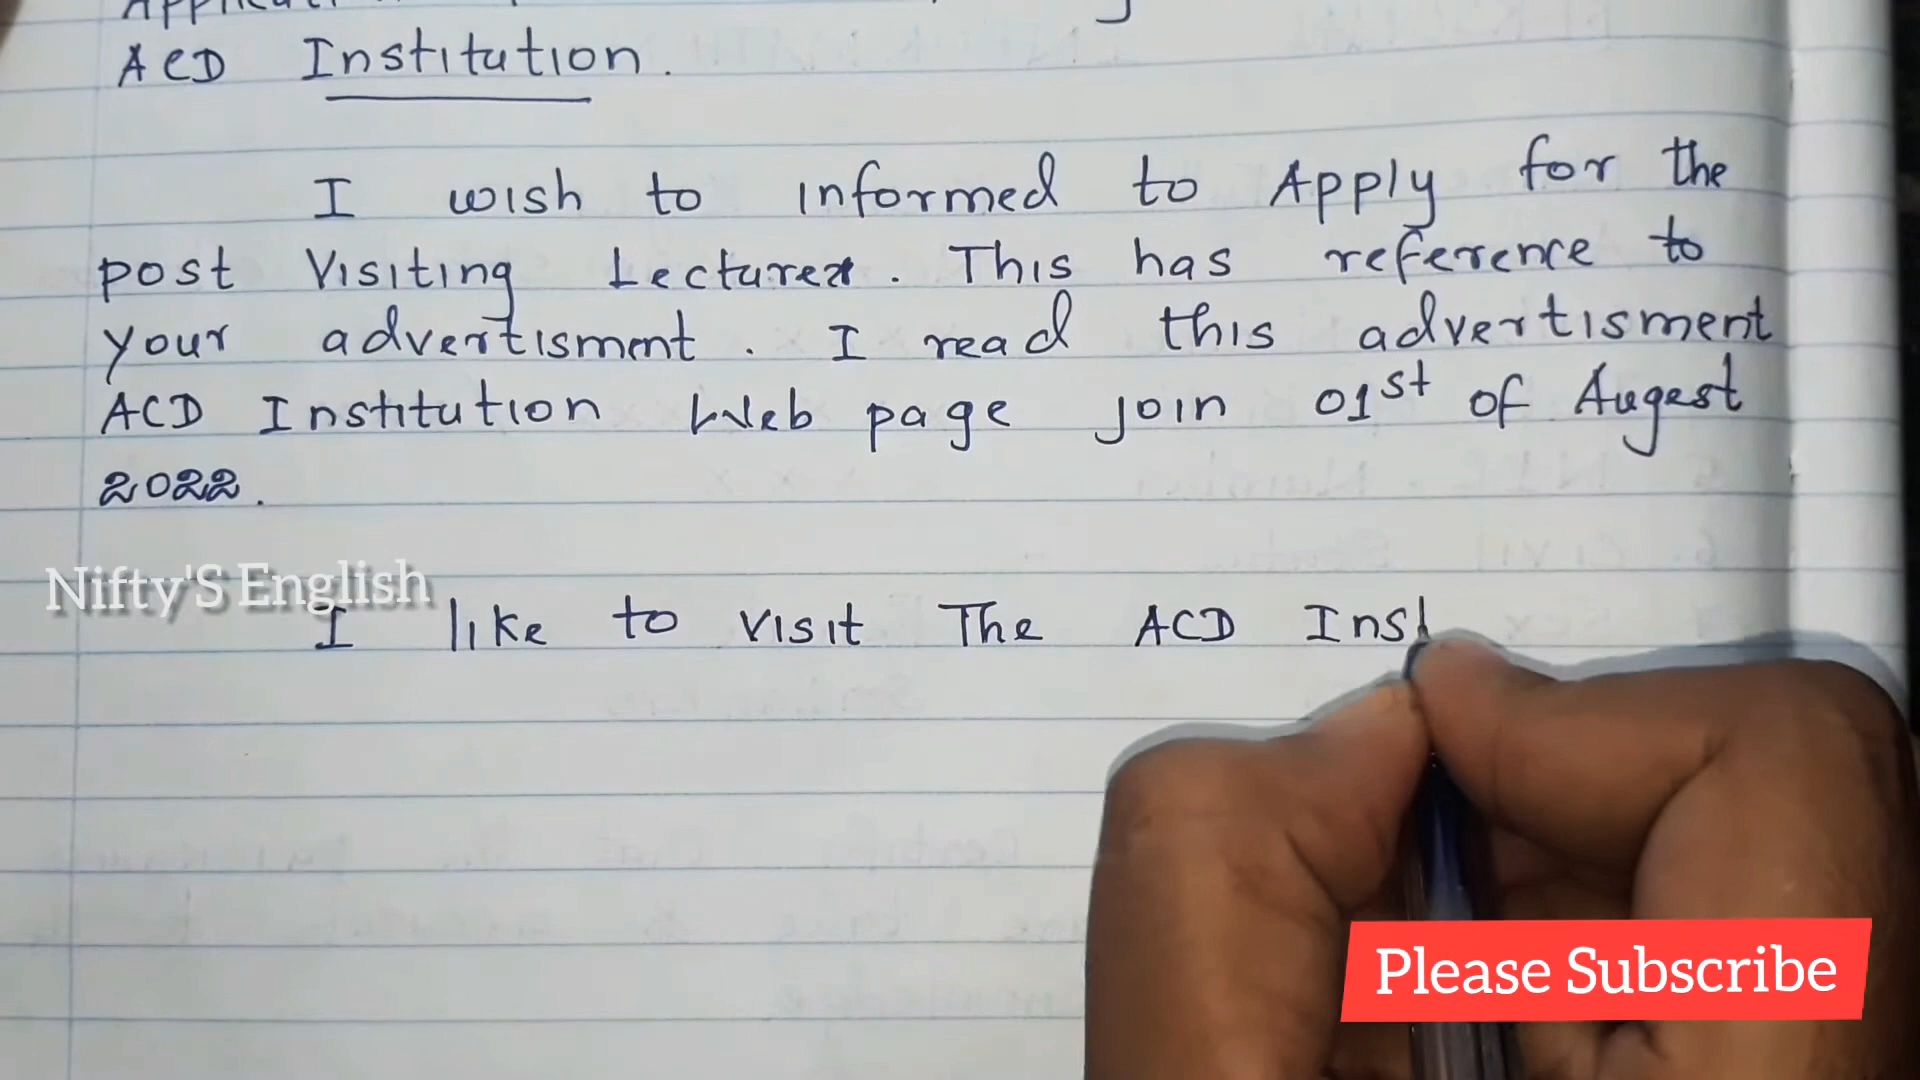 ACD Institution.
I wish to informed to Apply for the
post Visiting Lecturer. This has reference to
your advertisment. I read this advertisment
ACD Institution Web page join 01st of Augest
2022.
Nifty'S English
I like to visit The ACD Inst
Please Subscribe